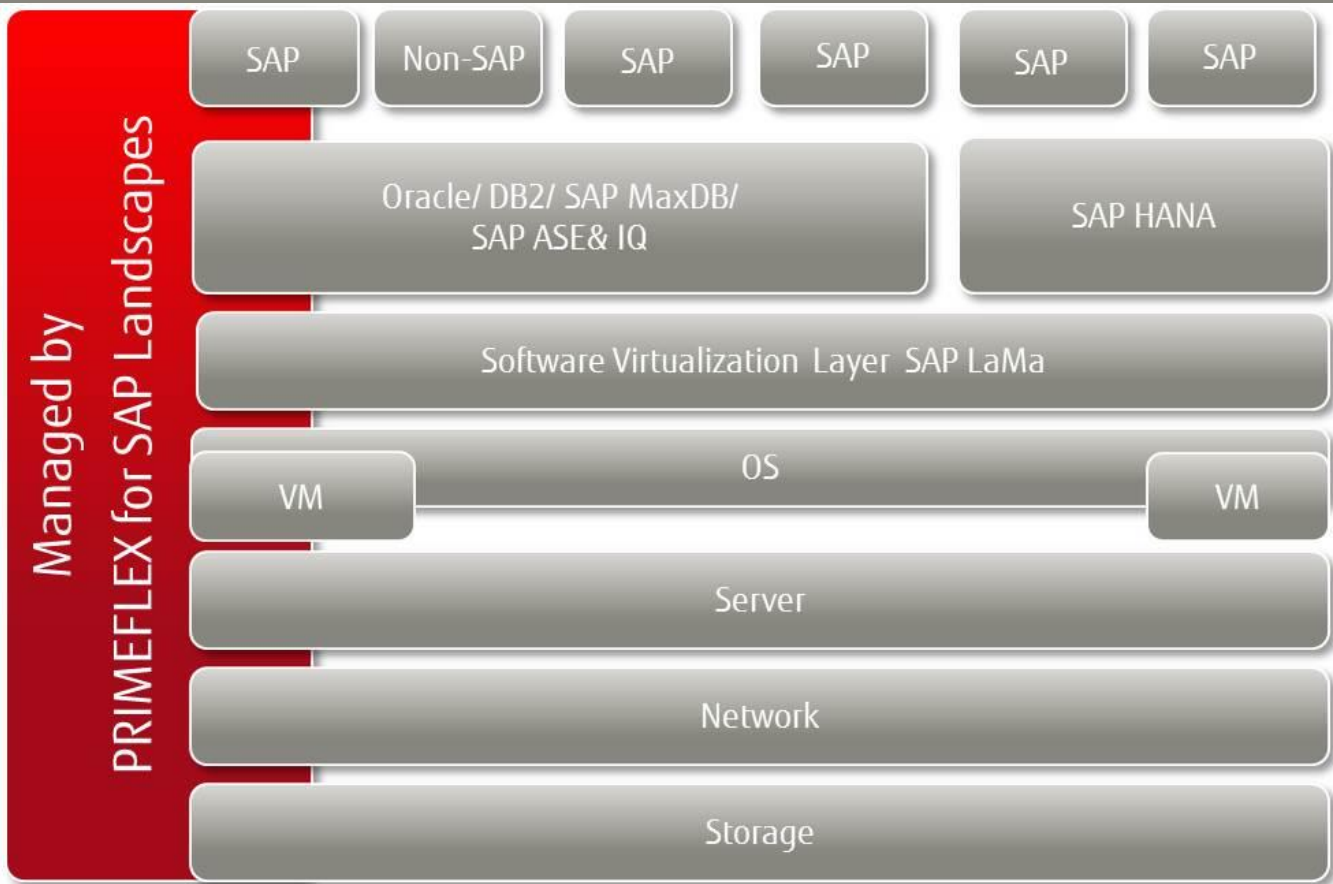 Managed by
PRIMEFLEX for SAP Landscapes
SAP
Non-SAP
SAP
SAP
SAP
SAP
Oracle/ DB2/ SAP MaxDB/
SAP ASE& IQ
SAP HANA
Software Virtualization Layer SAP LaMa
OS
VM
VM
Server
Network
Storage